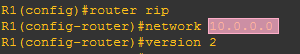 R1(config)#router rip
R1(config-router)#network 10.0.0.0
R1(config-router)#version 2